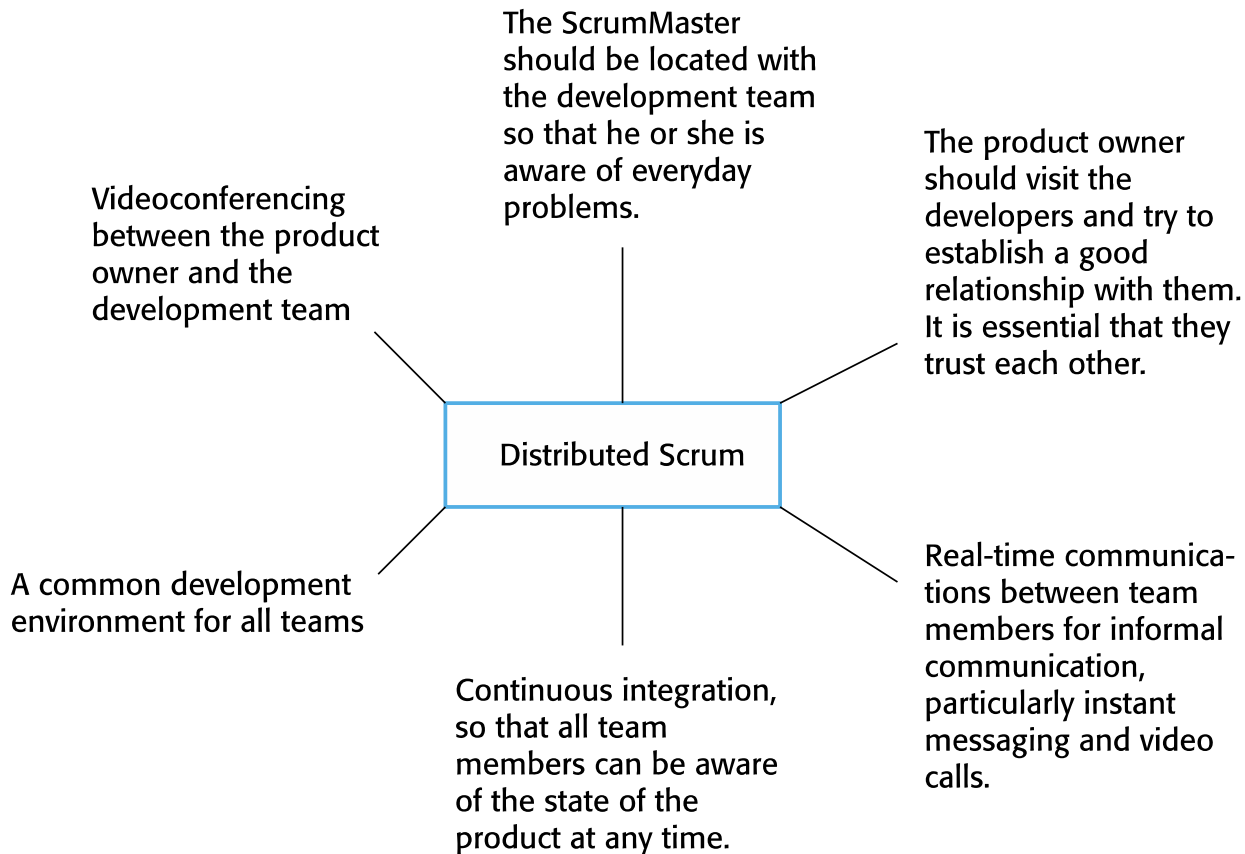 The ScrumMaster
should be located with
the development team
so that he or she is
aware of everyday
problems.
The product owner
should visit the
developers and try to
establish a good
relationship with them.
It is essential that they
trust each other.
Videoconferencing
between the product
owner and the
development team
Distributed Scrum
A common development
environment for all teams
Real-time communica-
tions between team
members for informal
communication,
particularly instant
messaging and video
calls.
Continuous integration,
so that all team
members can be aware
of the state of the
product at any time.